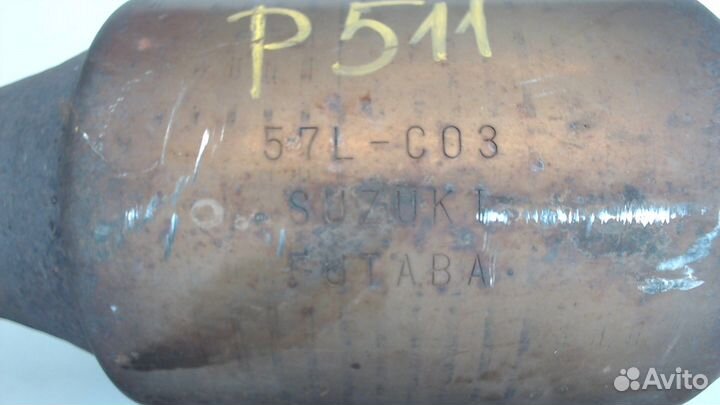 P511
57L-C03
SUZUKI
FUTABA
Avito